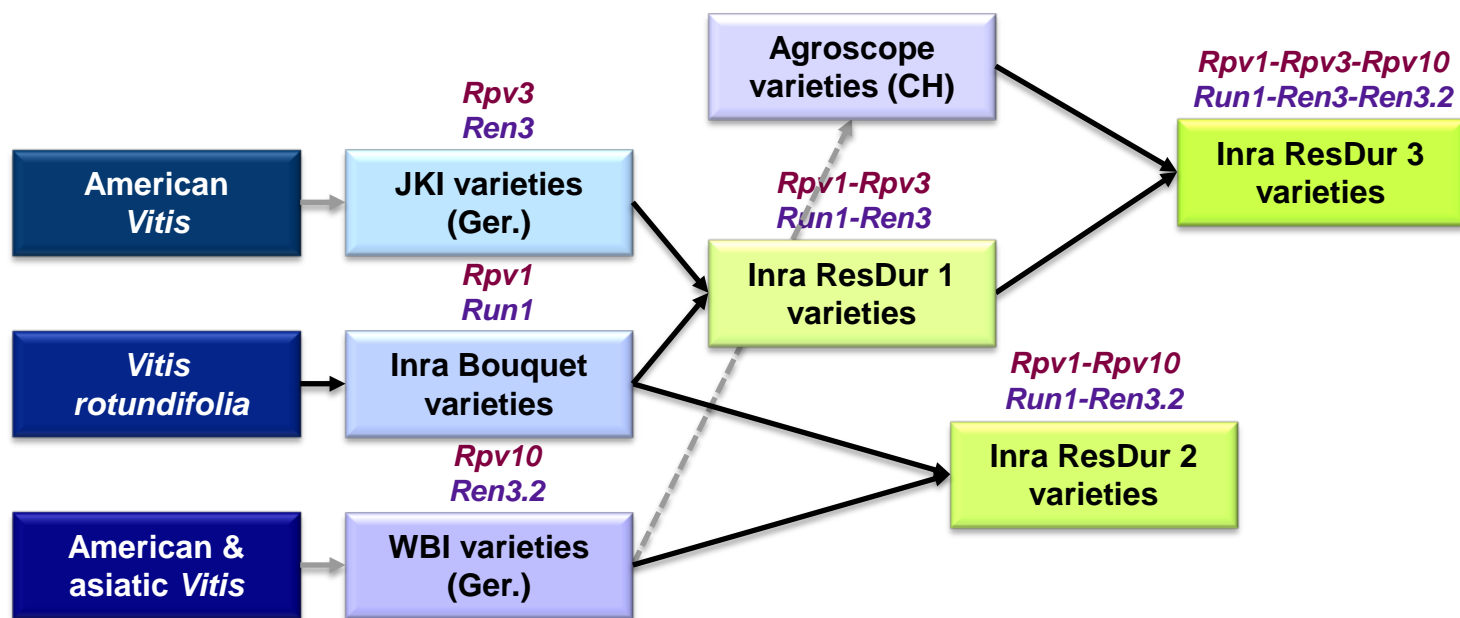 Agroscope
varieties (CH)
Rpv1-Rpv3-Rpv10
Run1-Ren3-Ren3.2
Inra ResDur 3
varieties
Rpv3
Ren3
American
Vitis
JKI varieties
(Ger.)
Rpv1-Rpv3
Run1-Ren3
Inra ResDur 1
varieties
Rpv1
Run1
Vitis
rotundifolia
Inra Bouquet
varieties
Rpv1-Rpv10
Run1-Ren3.2
Inra ResDur 2
varieties
Rpv10
Ren3.2
American &
asiatic Vitis
WBI varieties
(Ger.)